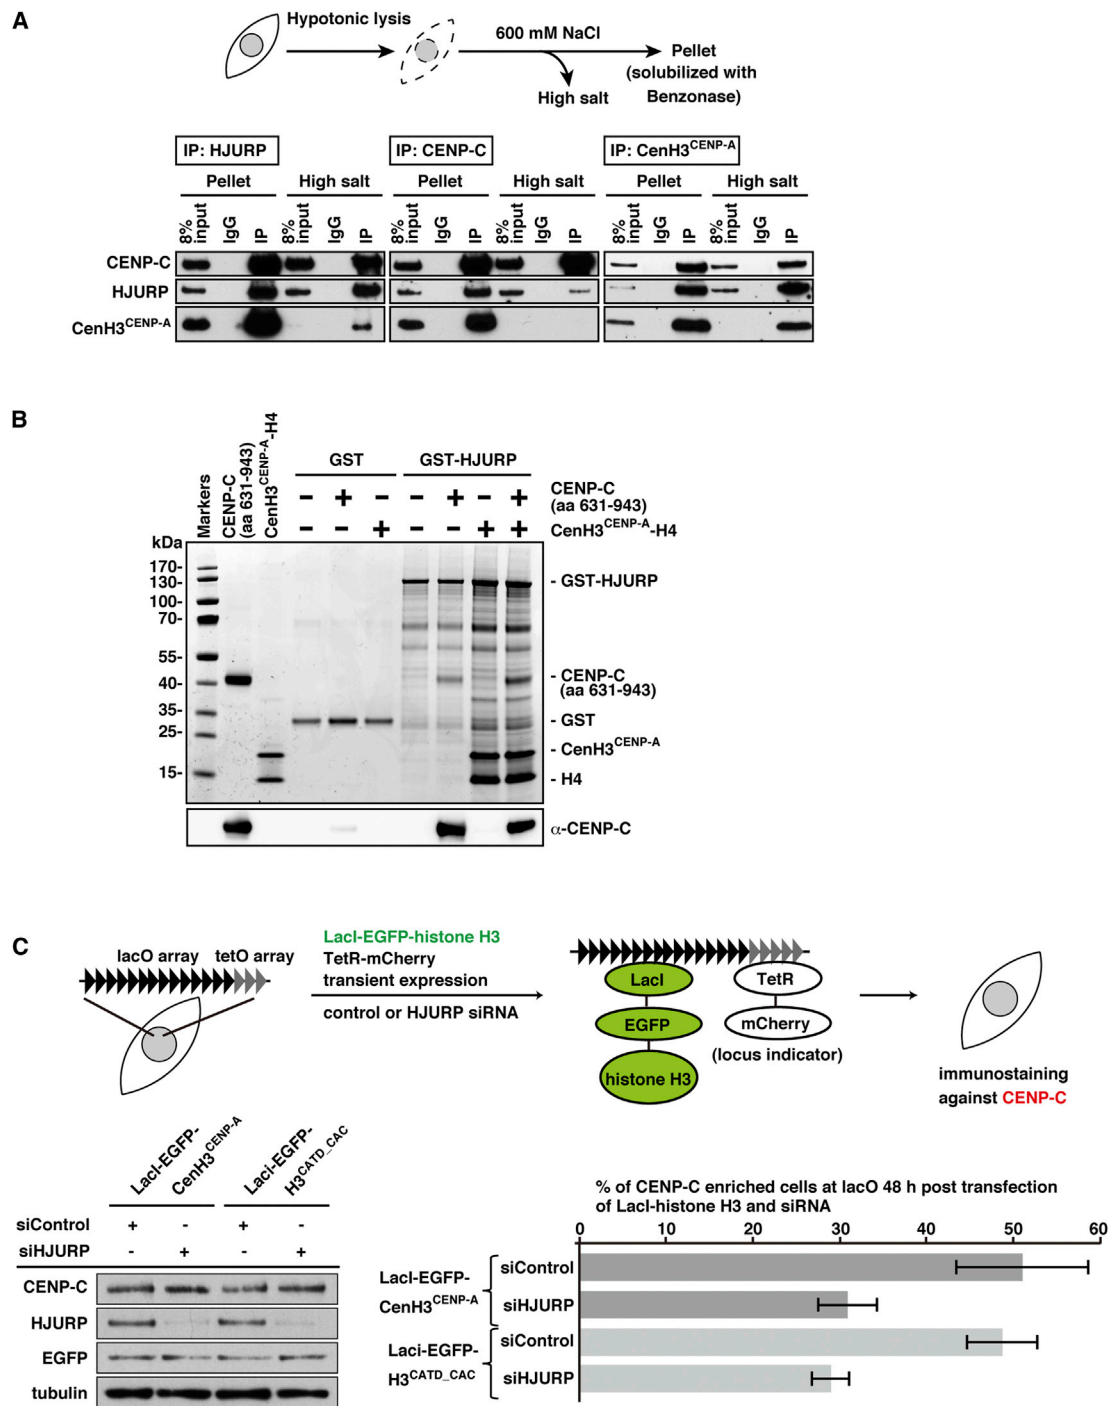 A
Hypotonic lysis
600 mM NaCl
Pellet
(solubilized with
Benzonase)
High salt
IP: HJURP
IP: CENP-C
IP: CenH3CENP-A
Pellet High salt Pellet High salt Pellet High salt
8% input IgG IP 8% input IgG IP 8% input IgG IP 8% input IgG IP 8% input IgG IP 8% input IgG IP
CENP-C
HJURP
CenH3CENP-A
B
Markers
CENP-C (aa 631-943)
CenH3CENP-A-H4
GST
GST-HJURP
- + - - + - + CENP-C (aa 631-943)
- - + - - + + CenH3CENP-A-H4
kDa
170-
130-
100-
70-
55-
40-
35-
25-
15-
- GST-HJURP
- CENP-C
(aa 631-943)
- GST
- CenH3CENP-A
- H4
α-CENP-C
C
lacO array tetO array
LacI-EGFP-histone H3
TetR-mCherry
transient expression
control or HJURP siRNA
LacI
EGFP
histone H3
TetR
mCherry
(locus indicator)
immunostaining
against CENP-C
LacI-EGFP-
CenH3CENP-A
Laci-EGFP-
H3CATD_CAC
siControl + - + -
siHJURP - + - +
CENP-C
HJURP
EGFP
tubulin
% of CENP-C enriched cells at lacO 48 h post transfection
of LacI-histone H3 and siRNA
0 10 20 30 40 50 60
LacI-EGFP-
CenH3CENP-A
siControl
siHJURP
Laci-EGFP-
H3CATD_CAC
siControl
siHJURP